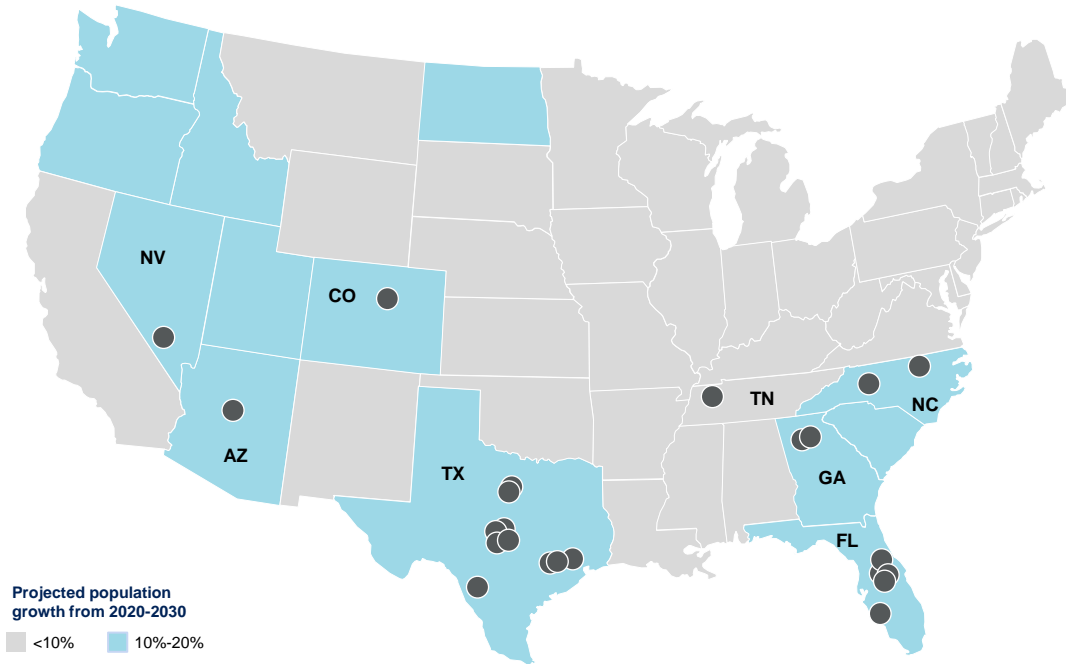 NV
CO
TN
NC
AZ
TX
GA
FL
Projected population
growth from 2020-2030
<10%
10%-20%